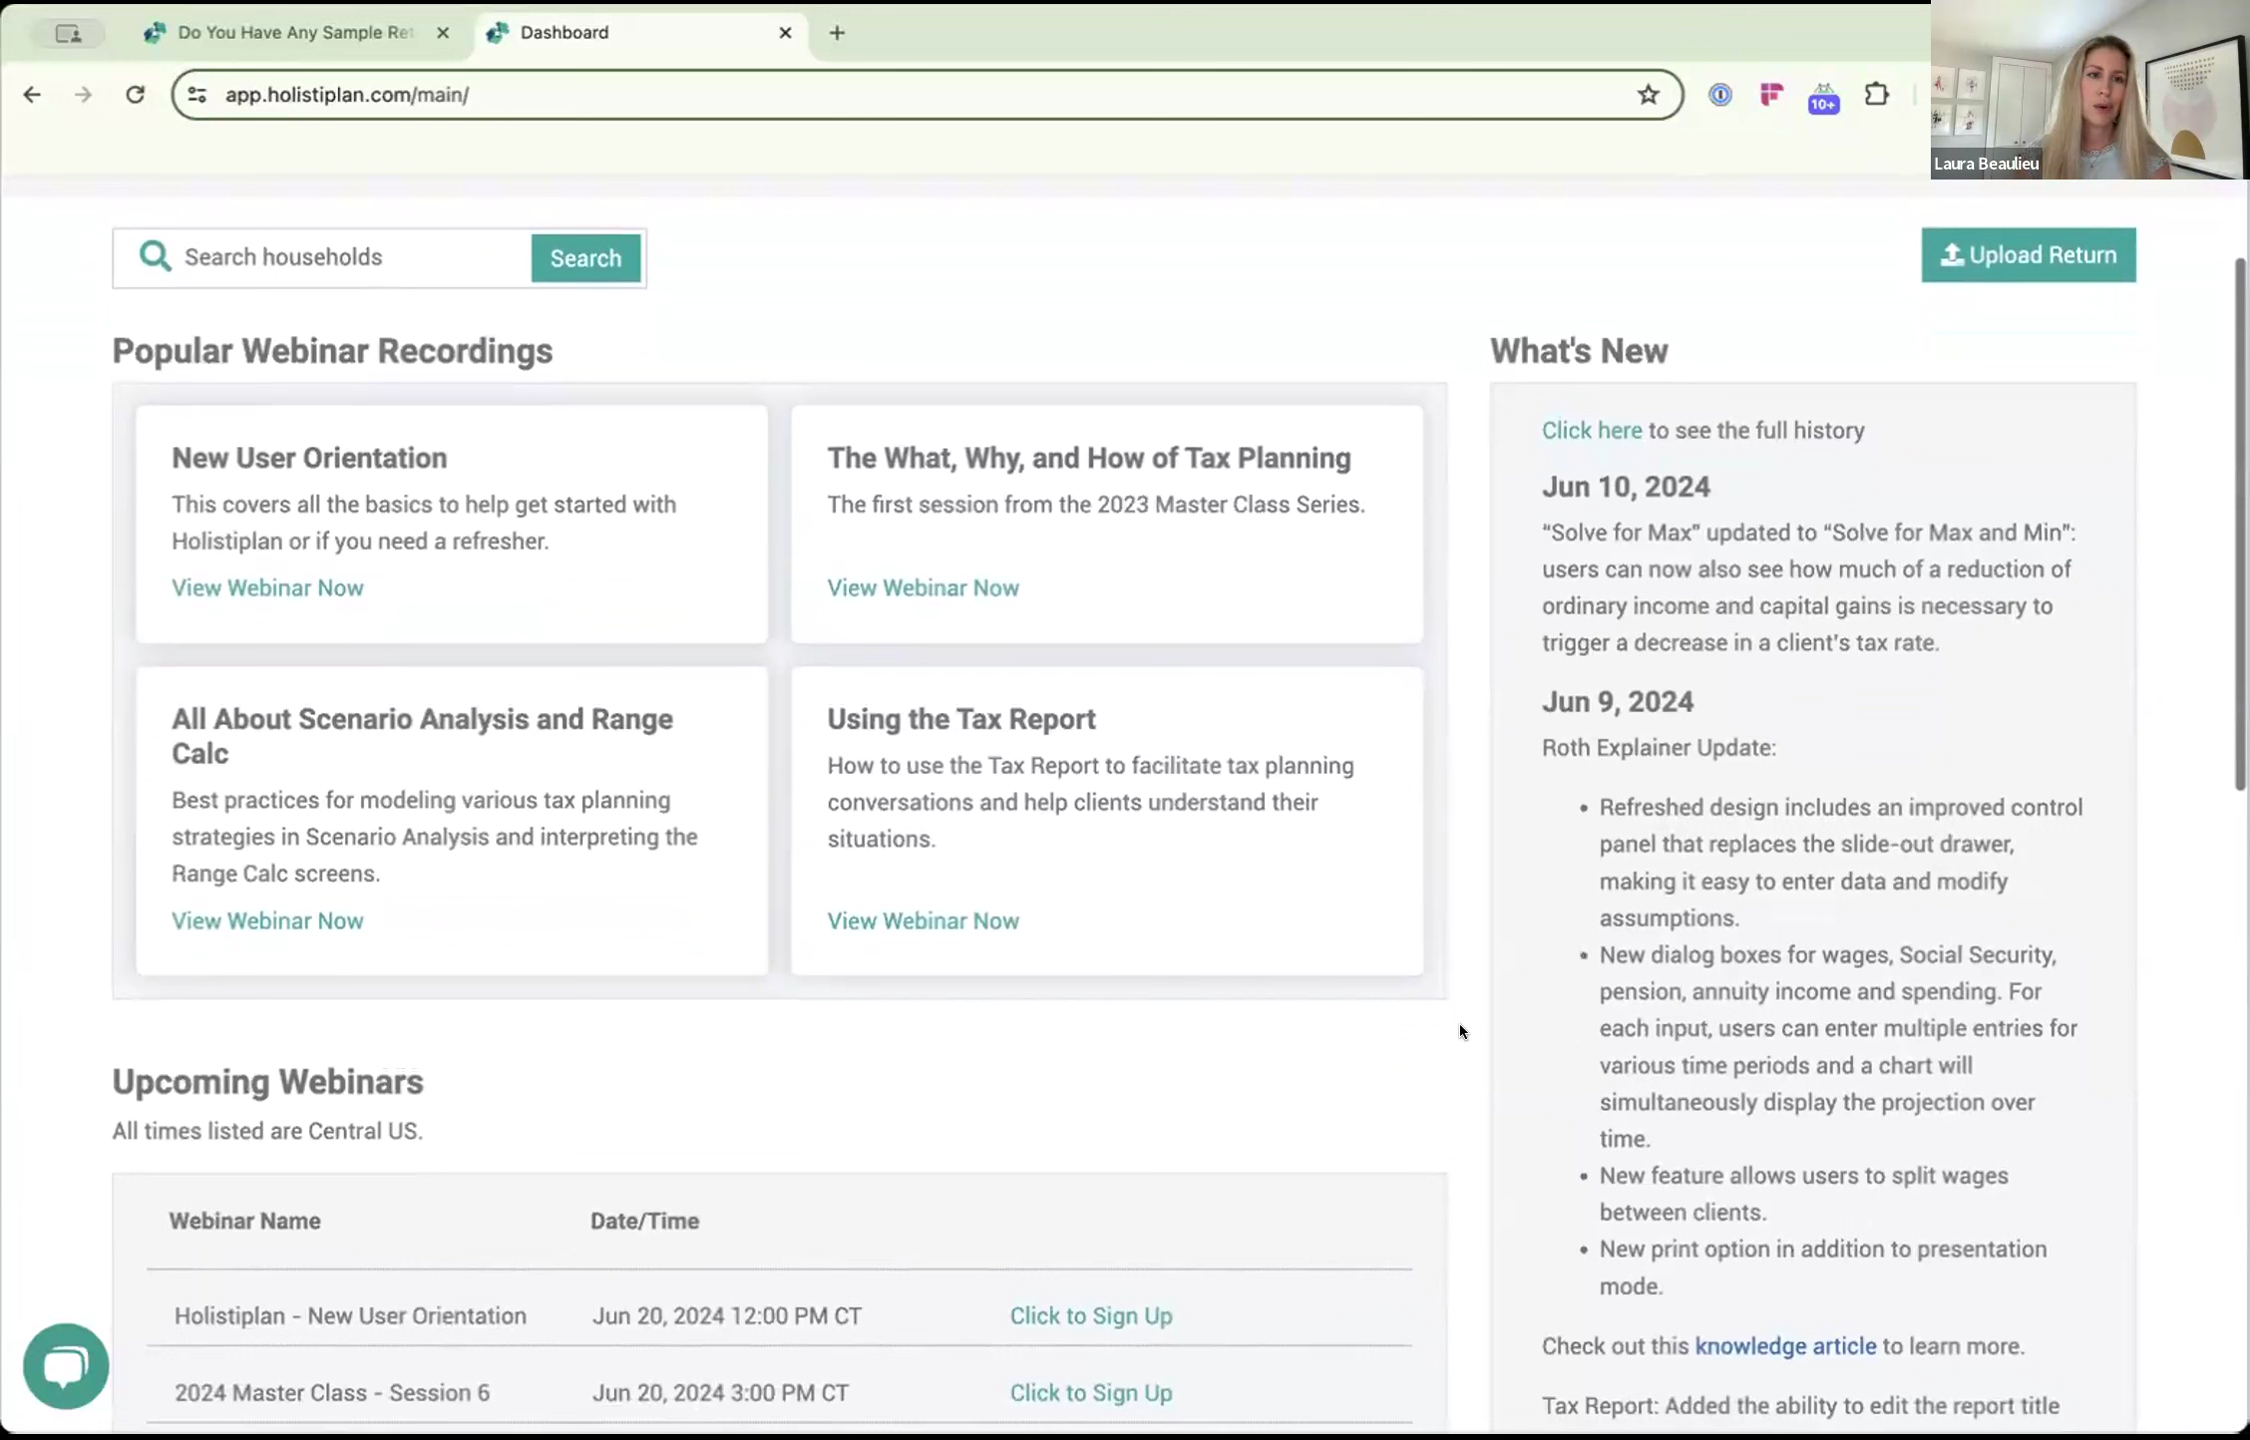 Do You Have Any Sample Ret
Dashboard
app.holistiplan.com/main/
10+
Laura Beaulieu
Search households
Search
Upload Return
Popular Webinar Recordings
New User Orientation
This covers all the basics to help get started with
Holistiplan or if you need a refresher.
View Webinar Now
The What, Why, and How of Tax Planning
The first session from the 2023 Master Class Series.
View Webinar Now
All About Scenario Analysis and Range
Calc
Best practices for modeling various tax planning
strategies in Scenario Analysis and interpreting the
Range Calc screens.
View Webinar Now
Using the Tax Report
How to use the Tax Report to facilitate tax planning
conversations and help clients understand their
situations.
View Webinar Now
Upcoming Webinars
All times listed are Central US.
Webinar Name Date/Time
Holistiplan - New User Orientation Jun 20, 2024 12:00 PM CT Click to Sign Up
2024 Master Class - Session 6 Jun 20, 2024 3:00 PM CT Click to Sign Up
What's New
Click here to see the full history
Jun 10, 2024
“Solve for Max” updated to “Solve for Max and Min”:
users can now also see how much of a reduction of
ordinary income and capital gains is necessary to
trigger a decrease in a client's tax rate.
Jun 9, 2024
Roth Explainer Update:
• Refreshed design includes an improved control
panel that replaces the slide-out drawer,
making it easy to enter data and modify
assumptions.
• New dialog boxes for wages, Social Security,
pension, annuity income and spending. For
each input, users can enter multiple entries for
various time periods and a chart will
simultaneously display the projection over
time.
• New feature allows users to split wages
between clients.
• New print option in addition to presentation
mode.
Check out this knowledge article to learn more.
Tax Report: Added the ability to edit the report title